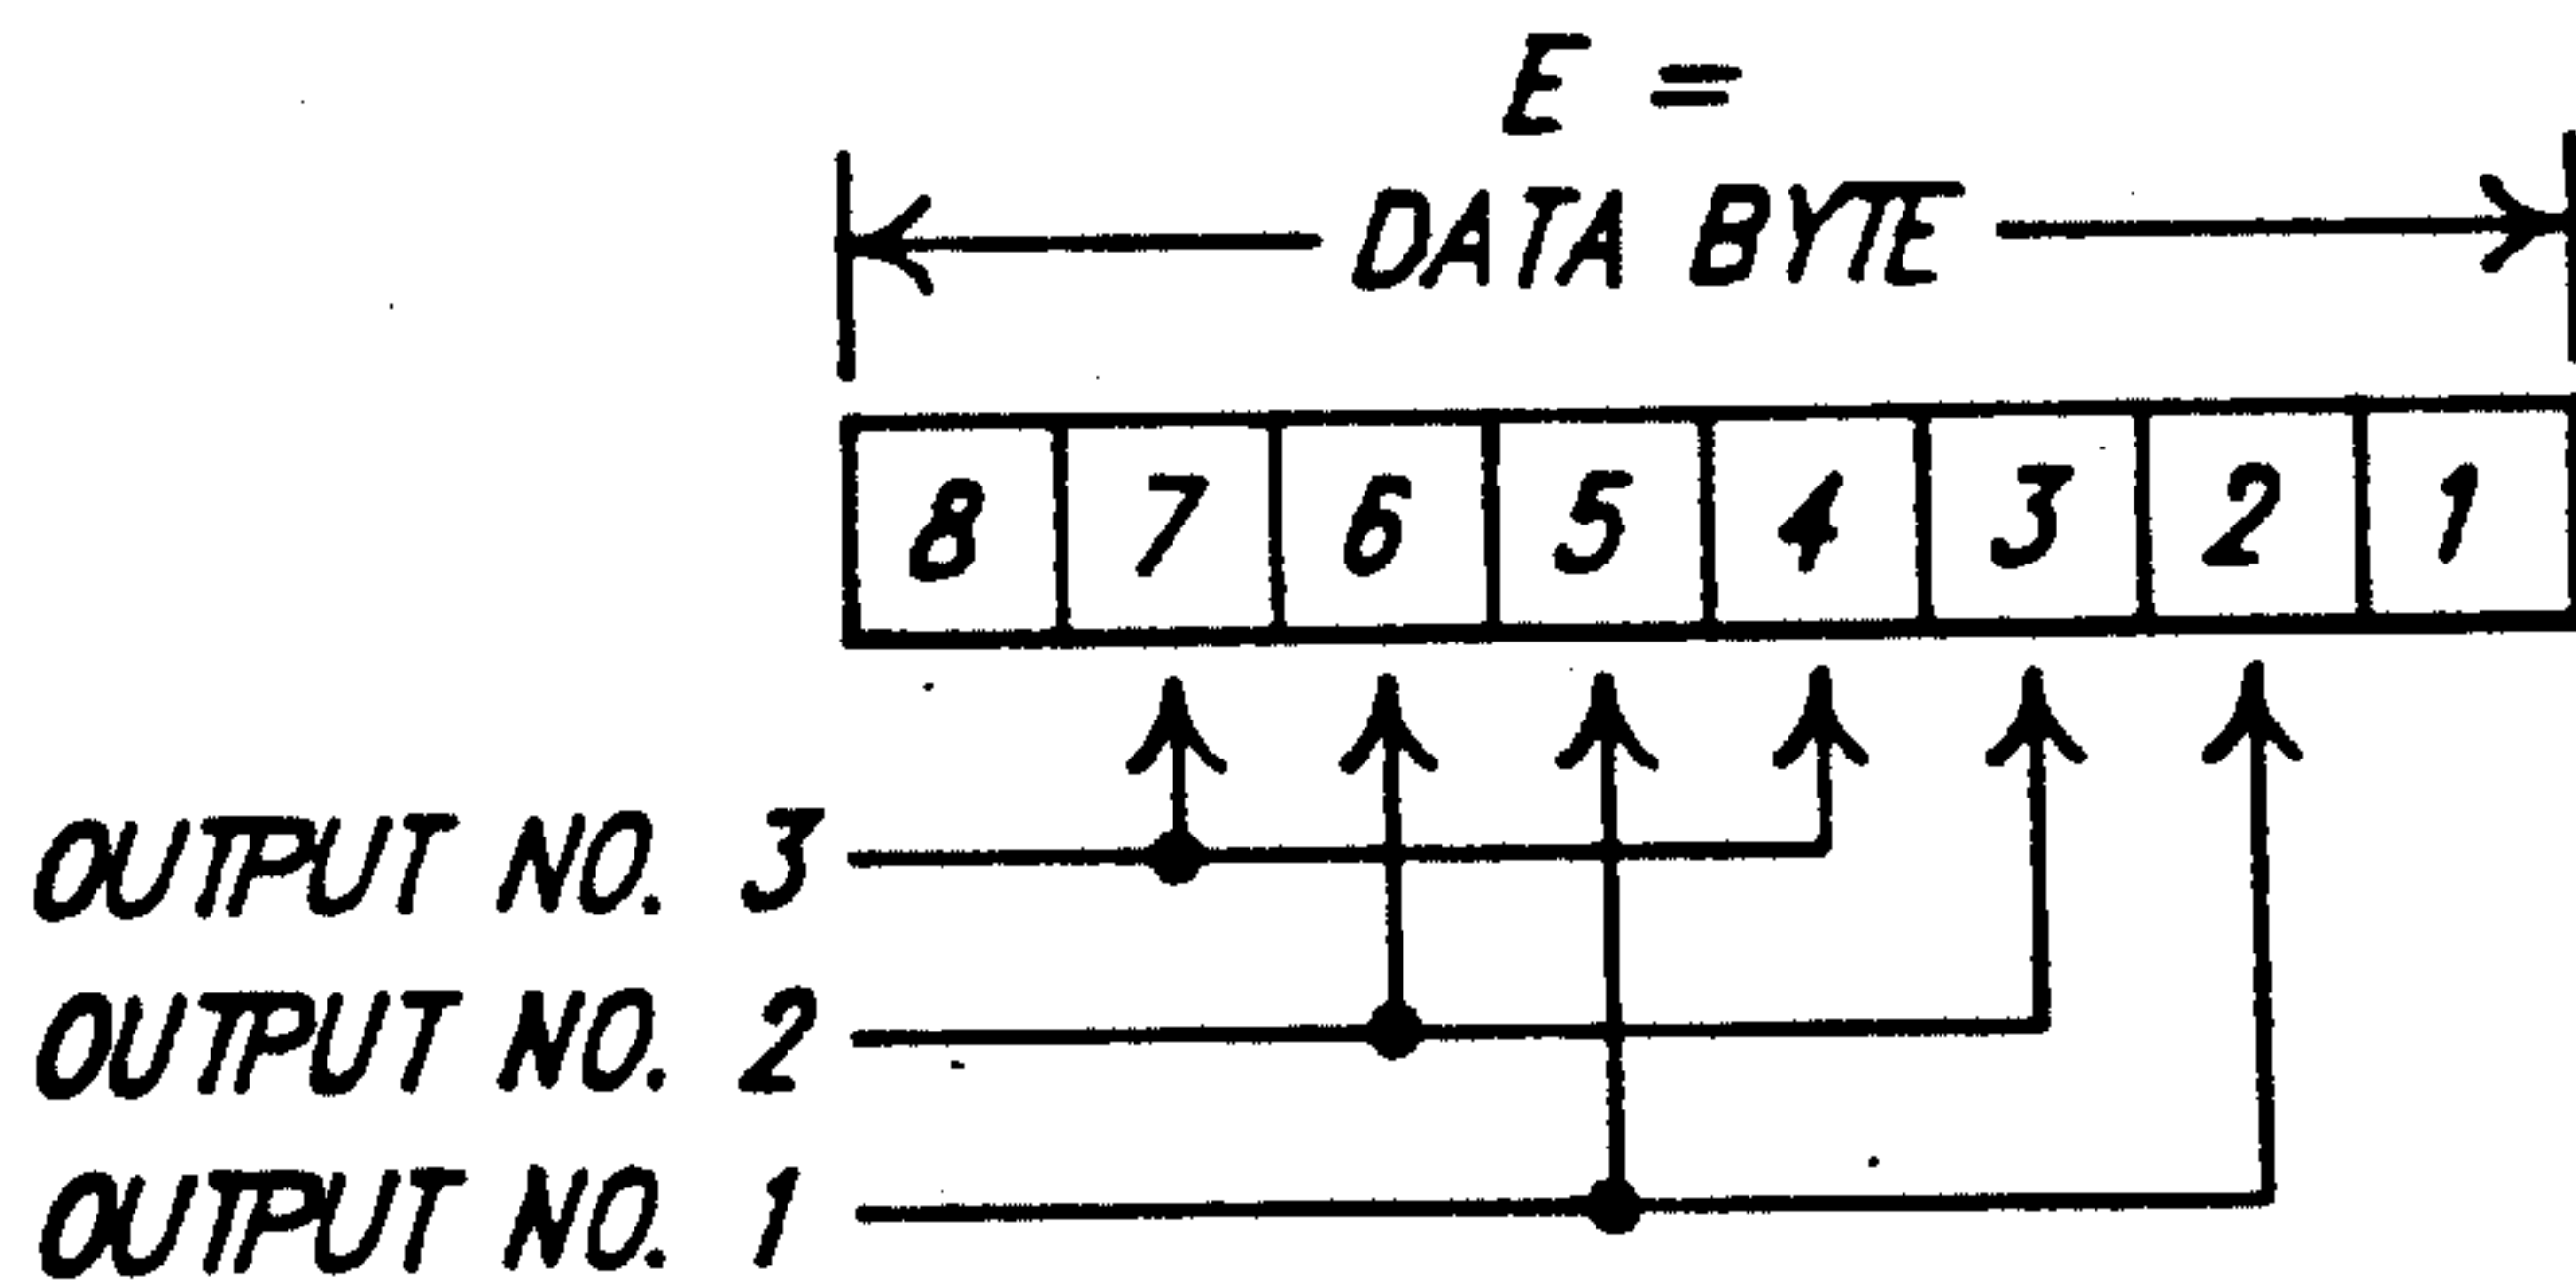 E =
DATA BYTE
8 7 6 5 4 3 2 1
OUTPUT NO. 3
OUTPUT NO. 2
OUTPUT NO. 1